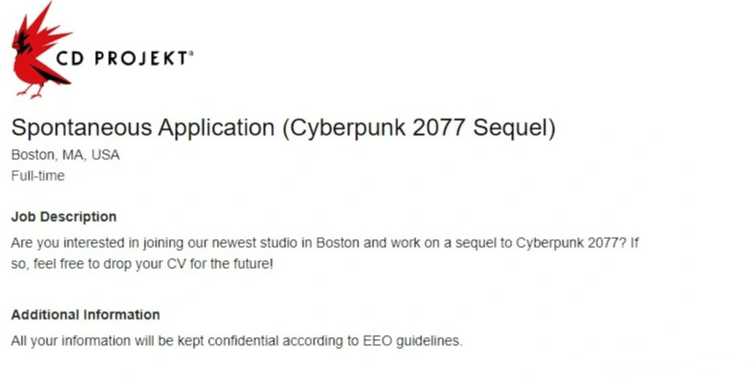 CD PROJEKT®
Spontaneous Application (Cyberpunk 2077 Sequel)
Boston, MA, USA
Full-time
Job Description
Are you interested in joining our newest studio in Boston and work on a sequel to Cyberpunk 2077? If
so, feel free to drop your CV for the future!
Additional Information
All your information will be kept confidential according to EEO guidelines.